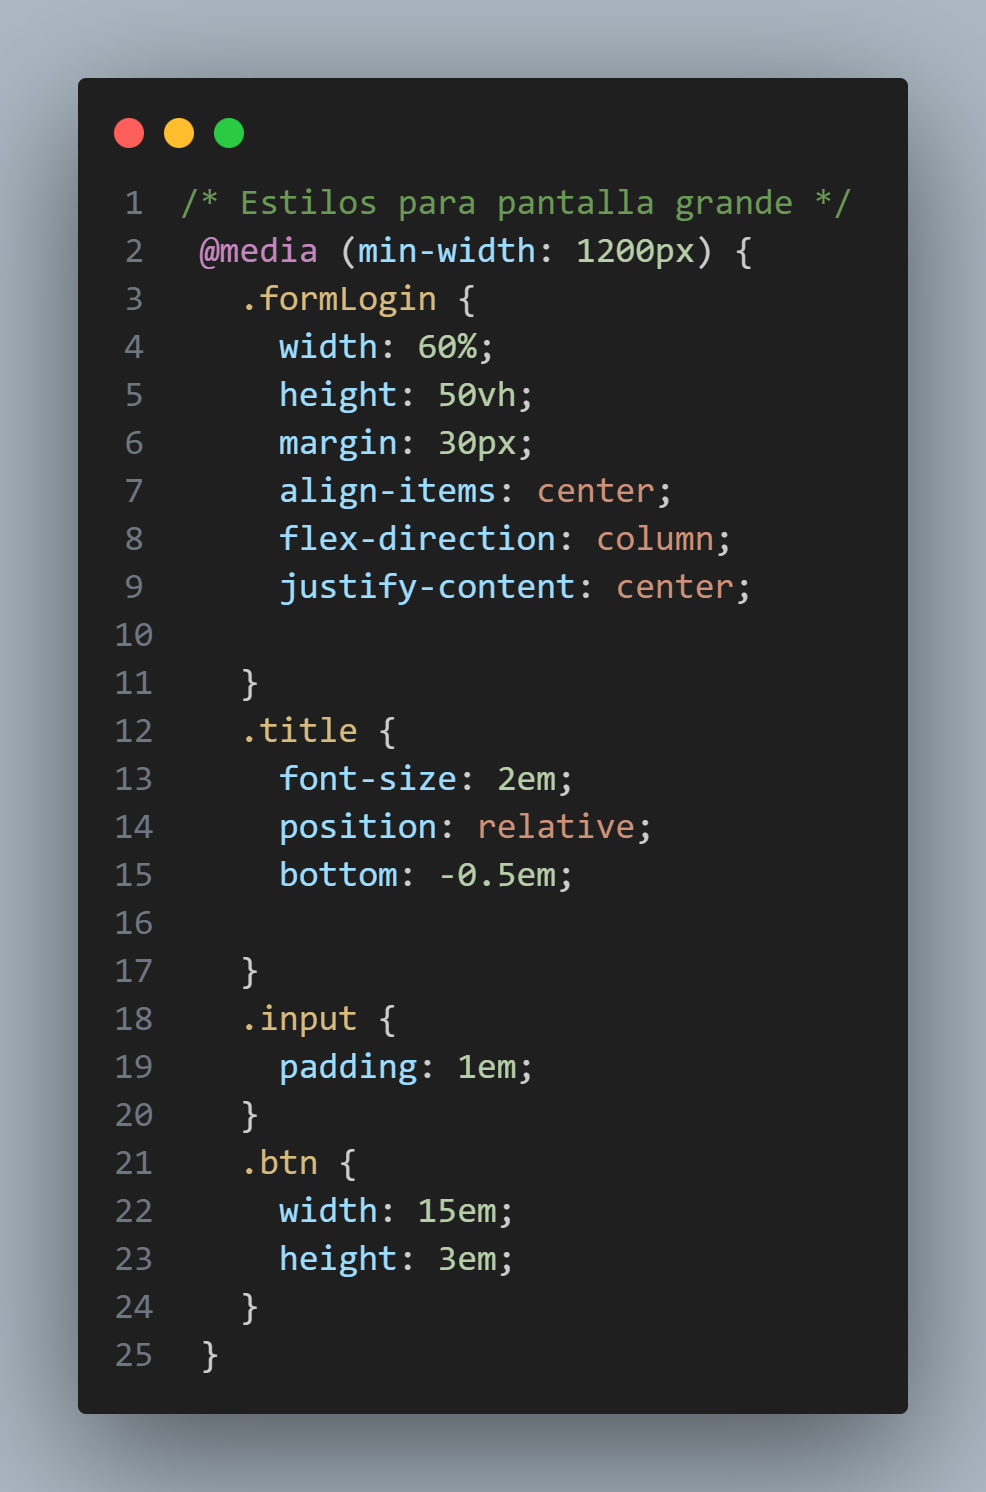 1 /* Estilos para pantalla grande */
2 @media (min-width: 1200px) {
3 .formLogin {
4 width: 60%;
5 height: 50vh;
6 margin: 30px;
7 align-items: center;
8 flex-direction: column;
9 justify-content: center;
10
11 }
12 .title {
13 font-size: 2em;
14 position: relative;
15 bottom: -0.5em;
16
17 }
18 .input {
19 padding: 1em;
20 }
21 .btn {
22 width: 15em;
23 height: 3em;
24 }
25 }